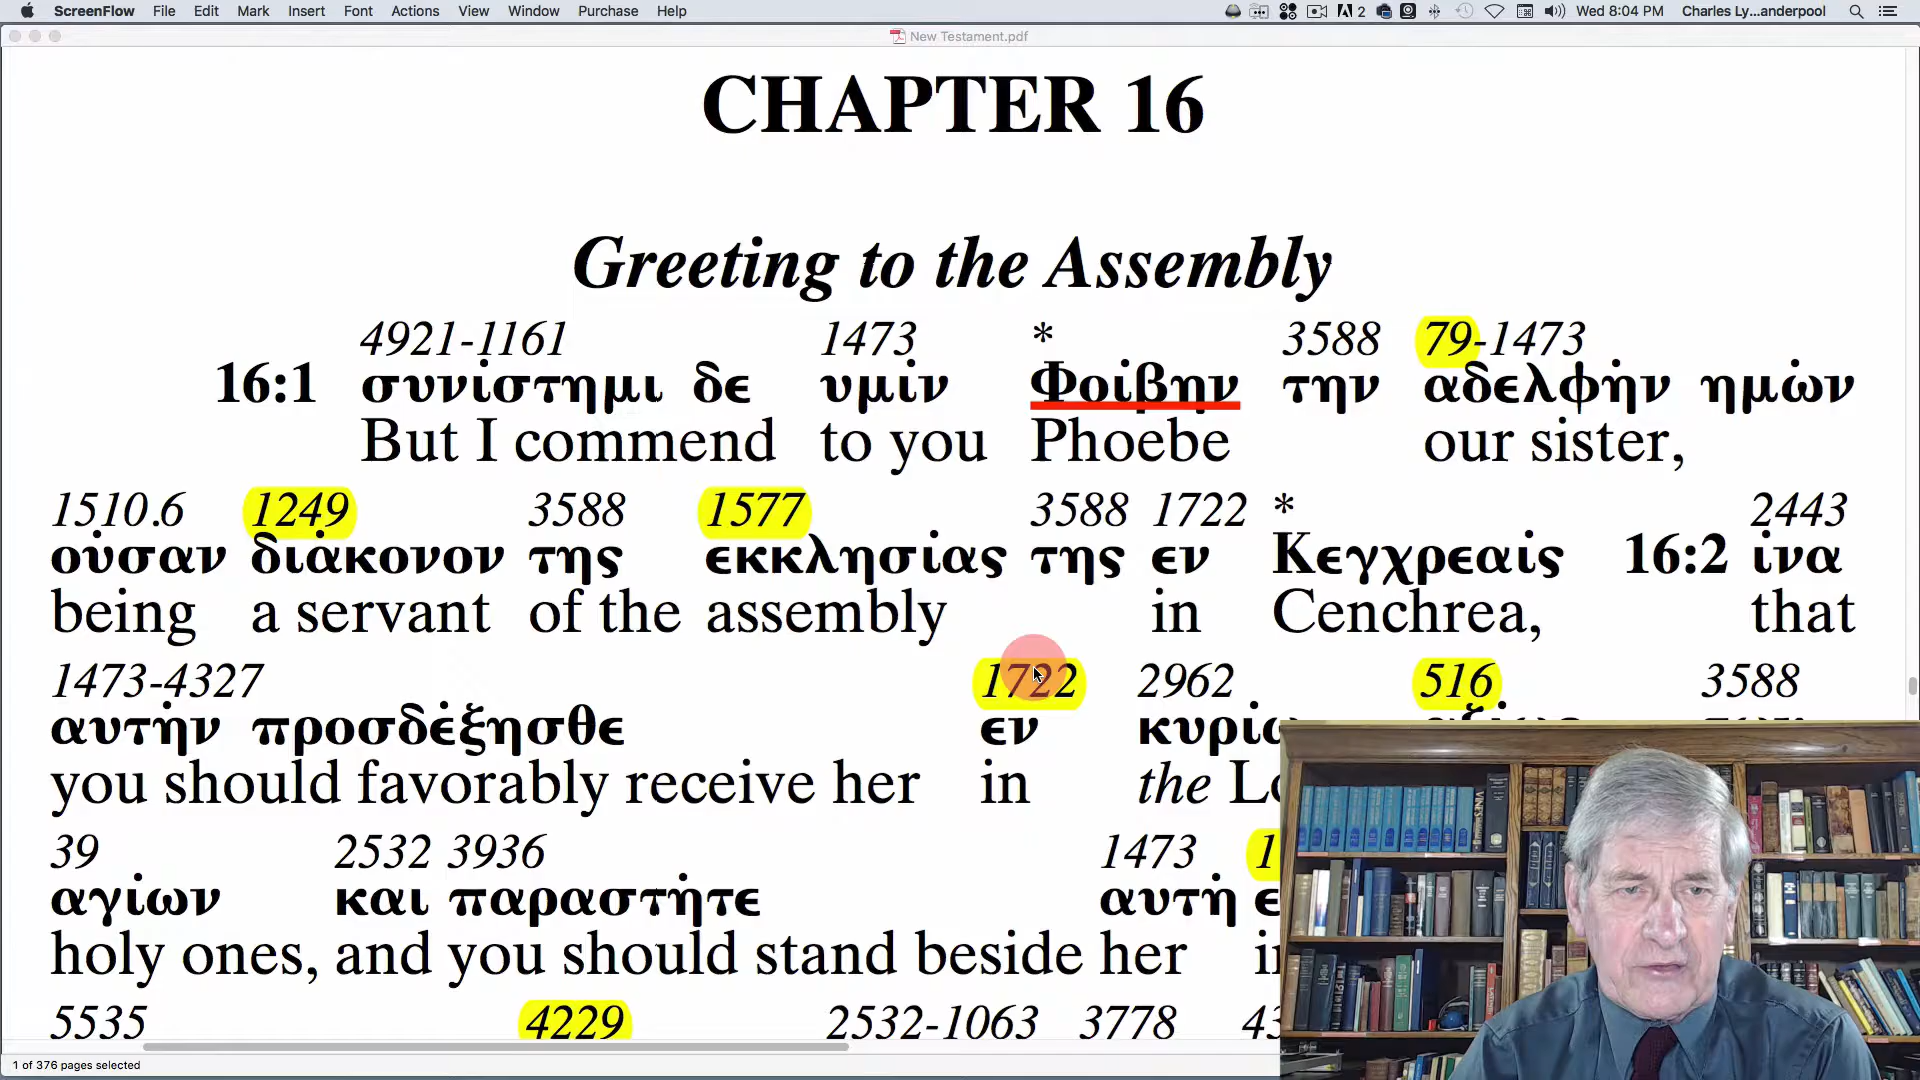 ScreenFlow File Edit Mark Insert Font Actions View Window Purchase Help 2 Wed 8:04 PM Charles Ly...anderpool
New Testament.pdf
CHAPTER 16
Greeting to the Assembly
4921-1161 1473 * 3588 79-1473
16:1 συνίστημι δε υμίν Φοίβην την αδελφήν ημών
But I commend to you Phoebe our sister,
1510.6 1249 3588 1577 3588 1722 * 2443
ούσαν διάκονον της εκκλησίας της εν Κεγχρεαίς 16:2 ίνα
being a servant of the assembly in Cenchrea, that
1473-4327 1722 2962 516 3588
αυτήν προσδέξησθε εν
you should favorably receive her in the
39 2532 3936 1473
αγίων και παραστήτε αυτή
holy ones, and you should stand beside her
5535 4229 2532-1063 3778
1 of 376 pages selected